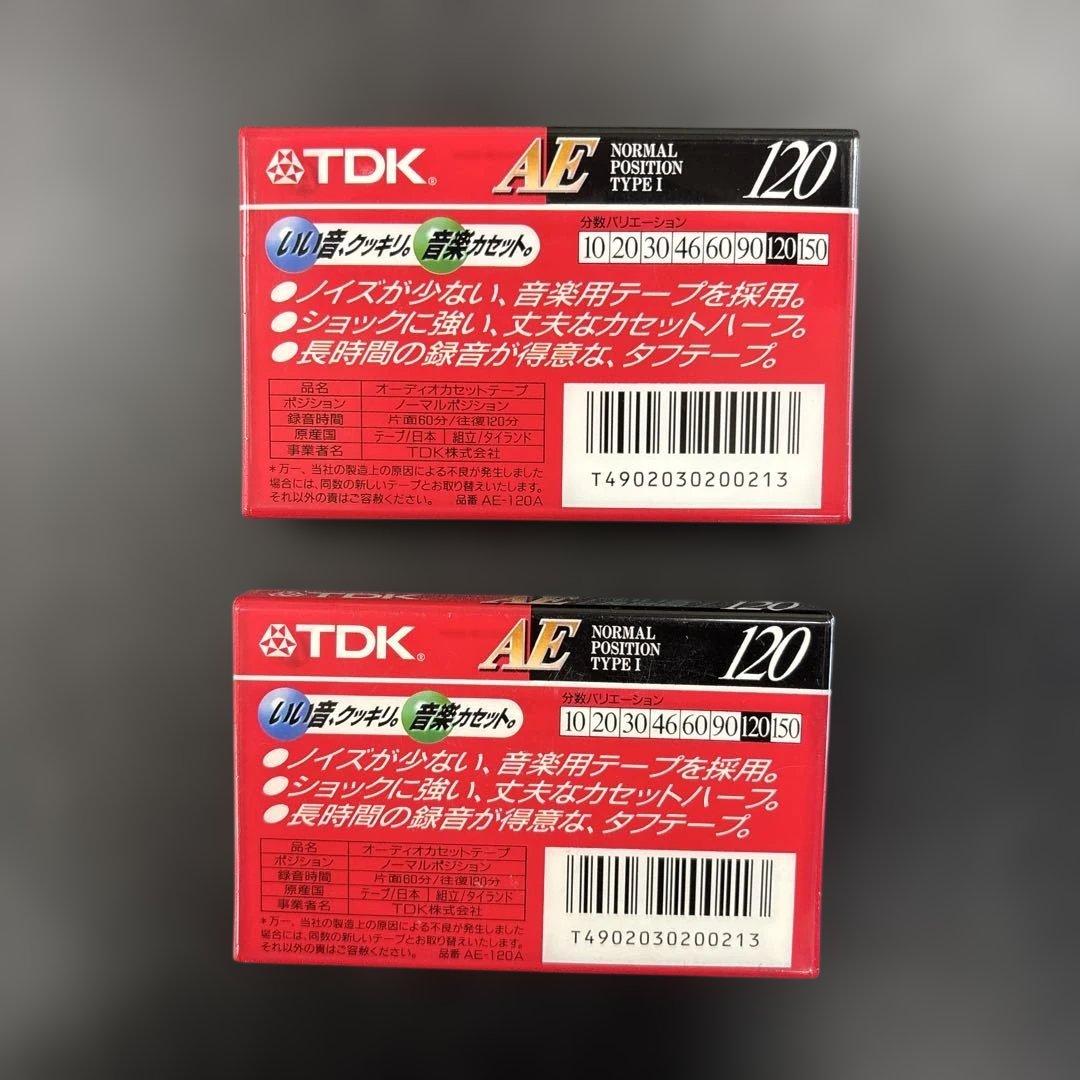 TDK®
AE NORMAL POSITION TYPE I 120
いい音、クッキリ。音楽カセット。
分数バリエーション
10 20 30 46 60 90 120 150
●ノイズが少ない、音楽用テープを採用。
●ショックに強い、丈夫なカセットハーフ。
●長時間の録音が得意な、タフテープ。
品名 オーディオカセットテープ
ポジション ノーマルポジション
録音時間 片面60分/往復120分
原産国 テープ/日本 組立/タイランド
事業者名 TDK株式会社
*万一、当社の製造上の原因による不良が発生しました
場合には、同数の新しいテープとお取り替えいたします。
それ以外の責はご容赦ください。 品番 AE-120A
T4902030200213
AE 120
TDK®
AE NORMAL POSITION TYPE I 120
いい音、クッキリ。音楽カセット。
分数バリエーション
10 20 30 46 60 90 120 150
●ノイズが少ない、音楽用テープを採用。
●ショックに強い、丈夫なカセットハーフ。
●長時間の録音が得意な、タフテープ。
品名 オーディオカセットテープ
ポジション ノーマルポジション
録音時間 片面60分/往復120分
原産国 テープ/日本 組立/タイランド
事業者名 TDK株式会社
*万一、当社の製造上の原因による不良が発生しました
場合には、同数の新しいテープとお取り替えいたします。
それ以外の責はご容赦ください。 品番 AE-120A
T4902030200213